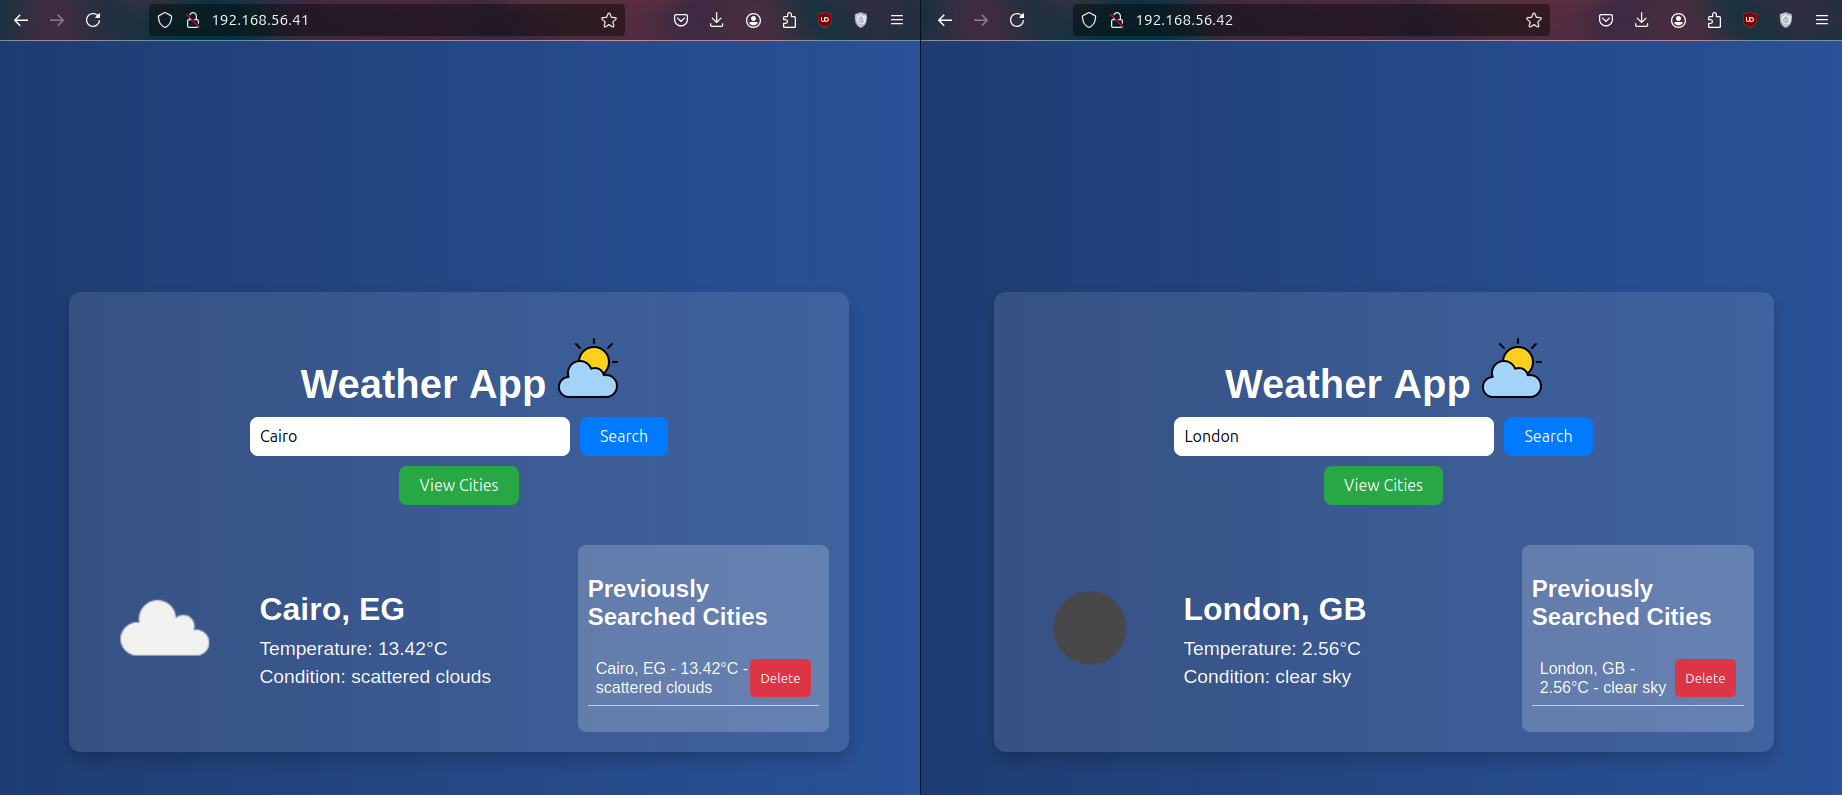 192.168.56.41
Weather App
Cairo
Search
View Cities
Cairo, EG
Temperature: 13.42°C
Condition: scattered clouds
Previously
Searched Cities
Cairo, EG - 13.42°C -
scattered clouds
Delete
192.168.56.42
Weather App
London
Search
View Cities
London, GB
Temperature: 2.56°C
Condition: clear sky
Previously
Searched Cities
London, GB -
2.56°C - clear sky
Delete